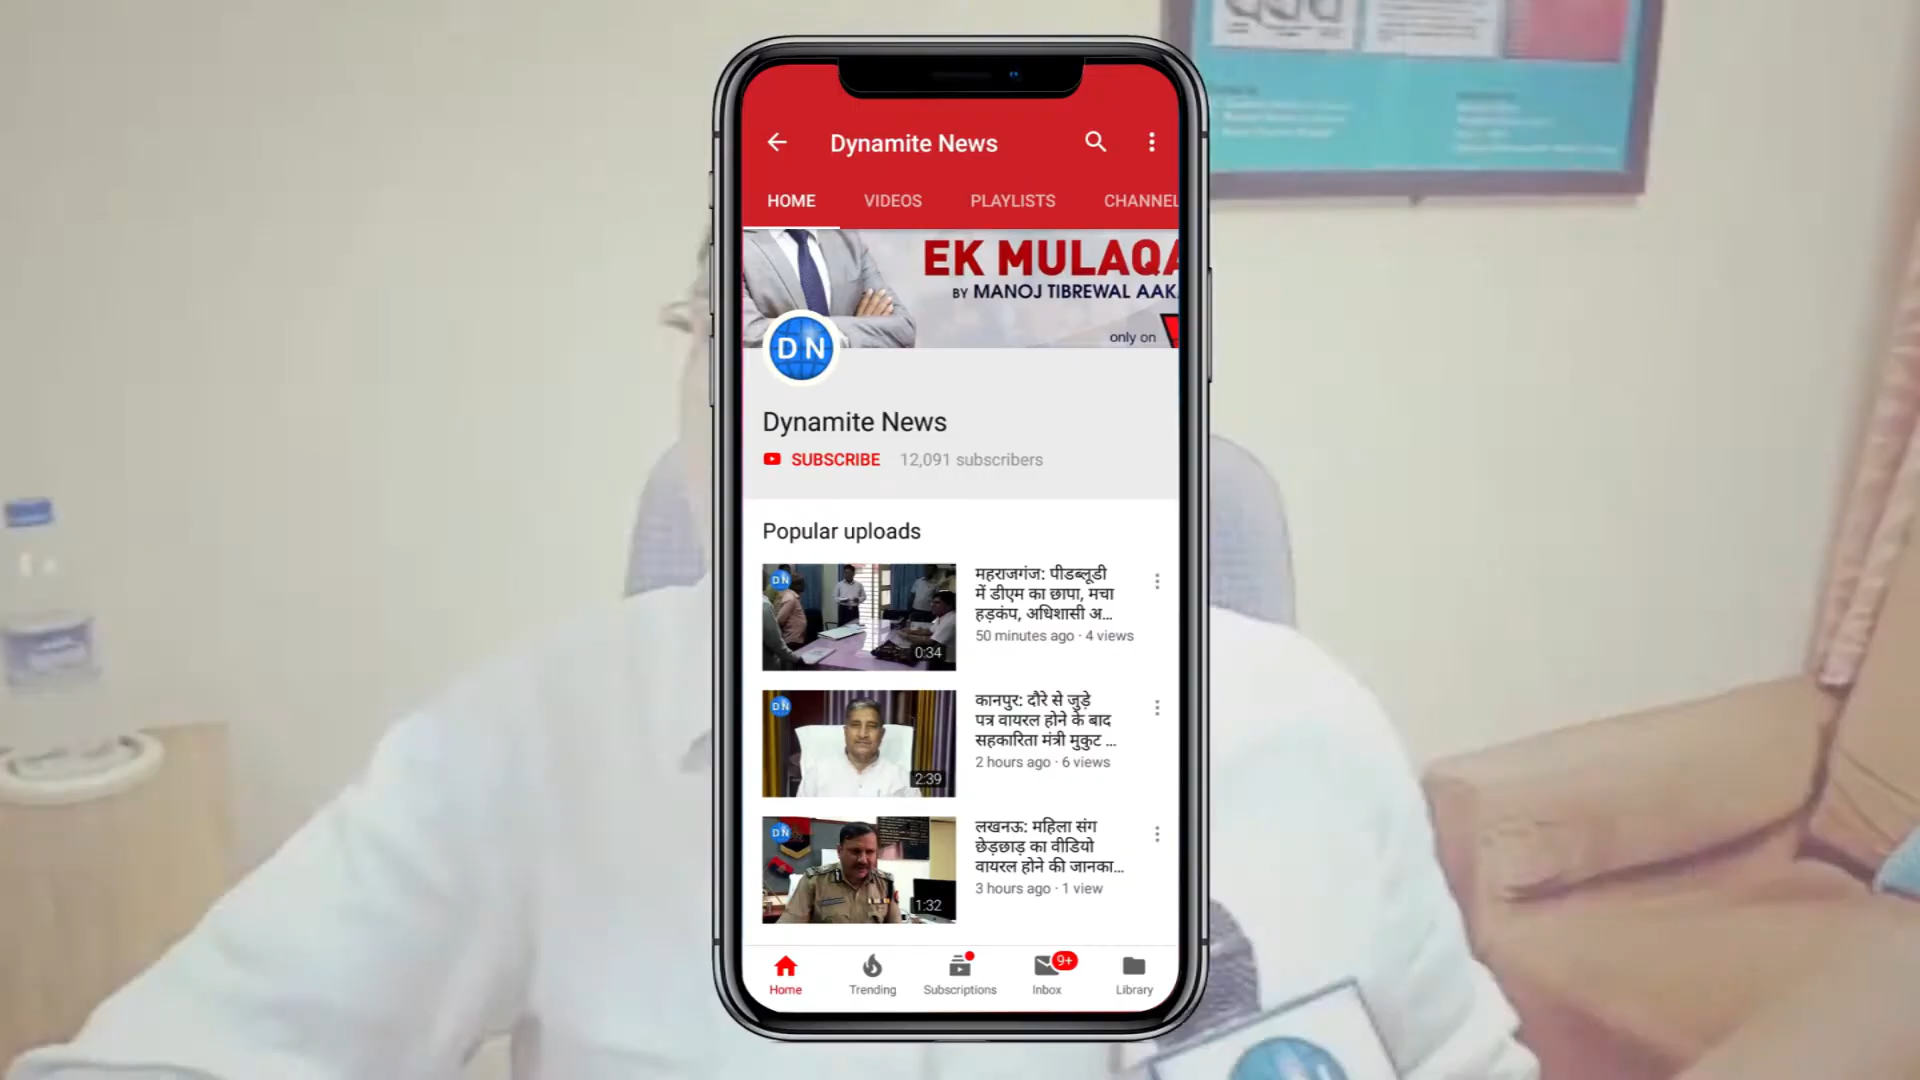 Dynamite News
HOME VIDEOS PLAYLISTS CHANNEL
EK MULAQA
BY MANOJ TIBREWAL AAK
only on
DN
Dynamite News
SUBSCRIBE 12,091 subscribers
Popular uploads
DN
0:34
महराजगंज: पीडब्लूडी
में डीएम का छापा, मचा
हड़कंप, अधिशासी अ...
50 minutes ago · 4 views
DN
2:39
कानपुर: दौरे से जुड़े
पत्र वायरल होने के बाद
सहकारिता मंत्री मुकुट ...
2 hours ago · 6 views
DN
1:32
लखनऊ: महिला संग
छेड़छाड़ का वीडियो
वायरल होने की जानका...
3 hours ago · 1 view
9+
Home Trending Subscriptions Inbox Library